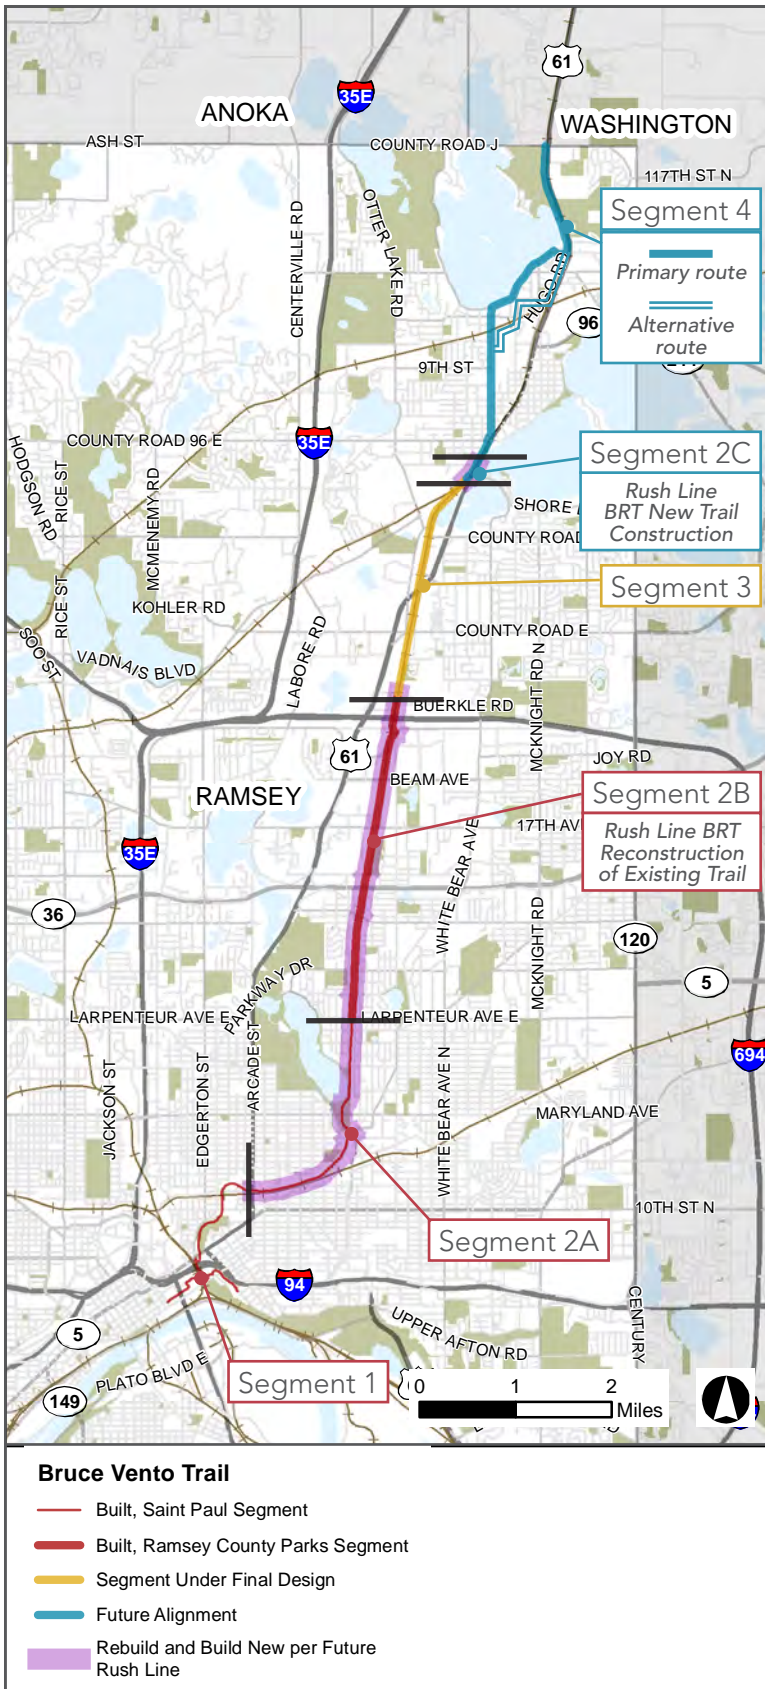 61
35E
ANOKA
WASHINGTON
ASH ST
COUNTY ROAD J
117TH ST N
Segment 4
Primary route
Alternative
route
CENTERVILLE RD
OTTER LAKE RD
HUGO RD
96
9TH ST
COUNTY ROAD 96 E
35E
HODGSON RD
RICE ST
MCMENEMY RD
Segment 2C
Rush Line
BRT New Trail
Construction
SHORE
COUNTY ROAD
Segment 3
KOHLER RD
RICE ST
SOO ST
VADNAIS BLVD
LABORE RD
COUNTY ROAD E
MCKNIGHT RD N
BUERKLE RD
61
JOY RD
BEAM AVE
RAMSEY
Segment 2B
Rush Line BRT
Reconstruction
of Existing Trail
17TH AV
35E
WHITE BEAR AVE
36
MCKNIGHT RD
120
5
PARKWAY DR
LARPENTEUR AVE E
LARPENTEUR AVE E
694
JACKSON ST
EDGERTON ST
ARCADE ST
WHITE BEAR AVE N
MARYLAND AVE
10TH ST N
Segment 2A
94
CENTURY
5
UPPER AFTON RD
PLATO BLVD E
149
Segment 1
0 1 2
Miles
Bruce Vento Trail
Built, Saint Paul Segment
Built, Ramsey County Parks Segment
Segment Under Final Design
Future Alignment
Rebuild and Build New per Future
Rush Line